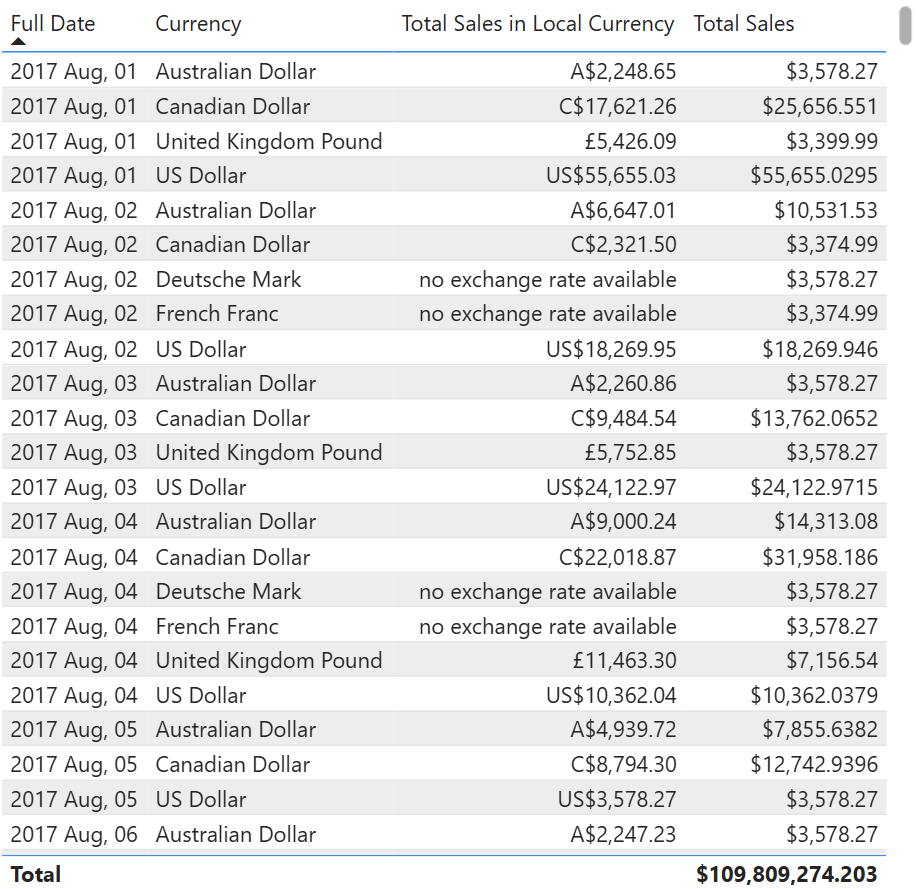 Full Date Currency Total Sales in Local Currency Total Sales
2017 Aug, 01 Australian Dollar A$2,248.65 $3,578.27
2017 Aug, 01 Canadian Dollar C$17,621.26 $25,656.551
2017 Aug, 01 United Kingdom Pound £5,426.09 $3,399.99
2017 Aug, 01 US Dollar US$55,655.03 $55,655.0295
2017 Aug, 02 Australian Dollar A$6,647.01 $10,531.53
2017 Aug, 02 Canadian Dollar C$2,321.50 $3,374.99
2017 Aug, 02 Deutsche Mark no exchange rate available $3,578.27
2017 Aug, 02 French Franc no exchange rate available $3,374.99
2017 Aug, 02 US Dollar US$18,269.95 $18,269.946
2017 Aug, 03 Australian Dollar A$2,260.86 $3,578.27
2017 Aug, 03 Canadian Dollar C$9,484.54 $13,762.0652
2017 Aug, 03 United Kingdom Pound £5,752.85 $3,578.27
2017 Aug, 03 US Dollar US$24,122.97 $24,122.9715
2017 Aug, 04 Australian Dollar A$9,000.24 $14,313.08
2017 Aug, 04 Canadian Dollar C$22,018.87 $31,958.186
2017 Aug, 04 Deutsche Mark no exchange rate available $3,578.27
2017 Aug, 04 French Franc no exchange rate available $3,578.27
2017 Aug, 04 United Kingdom Pound £11,463.30 $7,156.54
2017 Aug, 04 US Dollar US$10,362.04 $10,362.0379
2017 Aug, 05 Australian Dollar A$4,939.72 $7,855.6382
2017 Aug, 05 Canadian Dollar C$8,794.30 $12,742.9396
2017 Aug, 05 US Dollar US$3,578.27 $3,578.27
2017 Aug, 06 Australian Dollar A$2,247.23 $3,578.27
Total $109,809,274.203